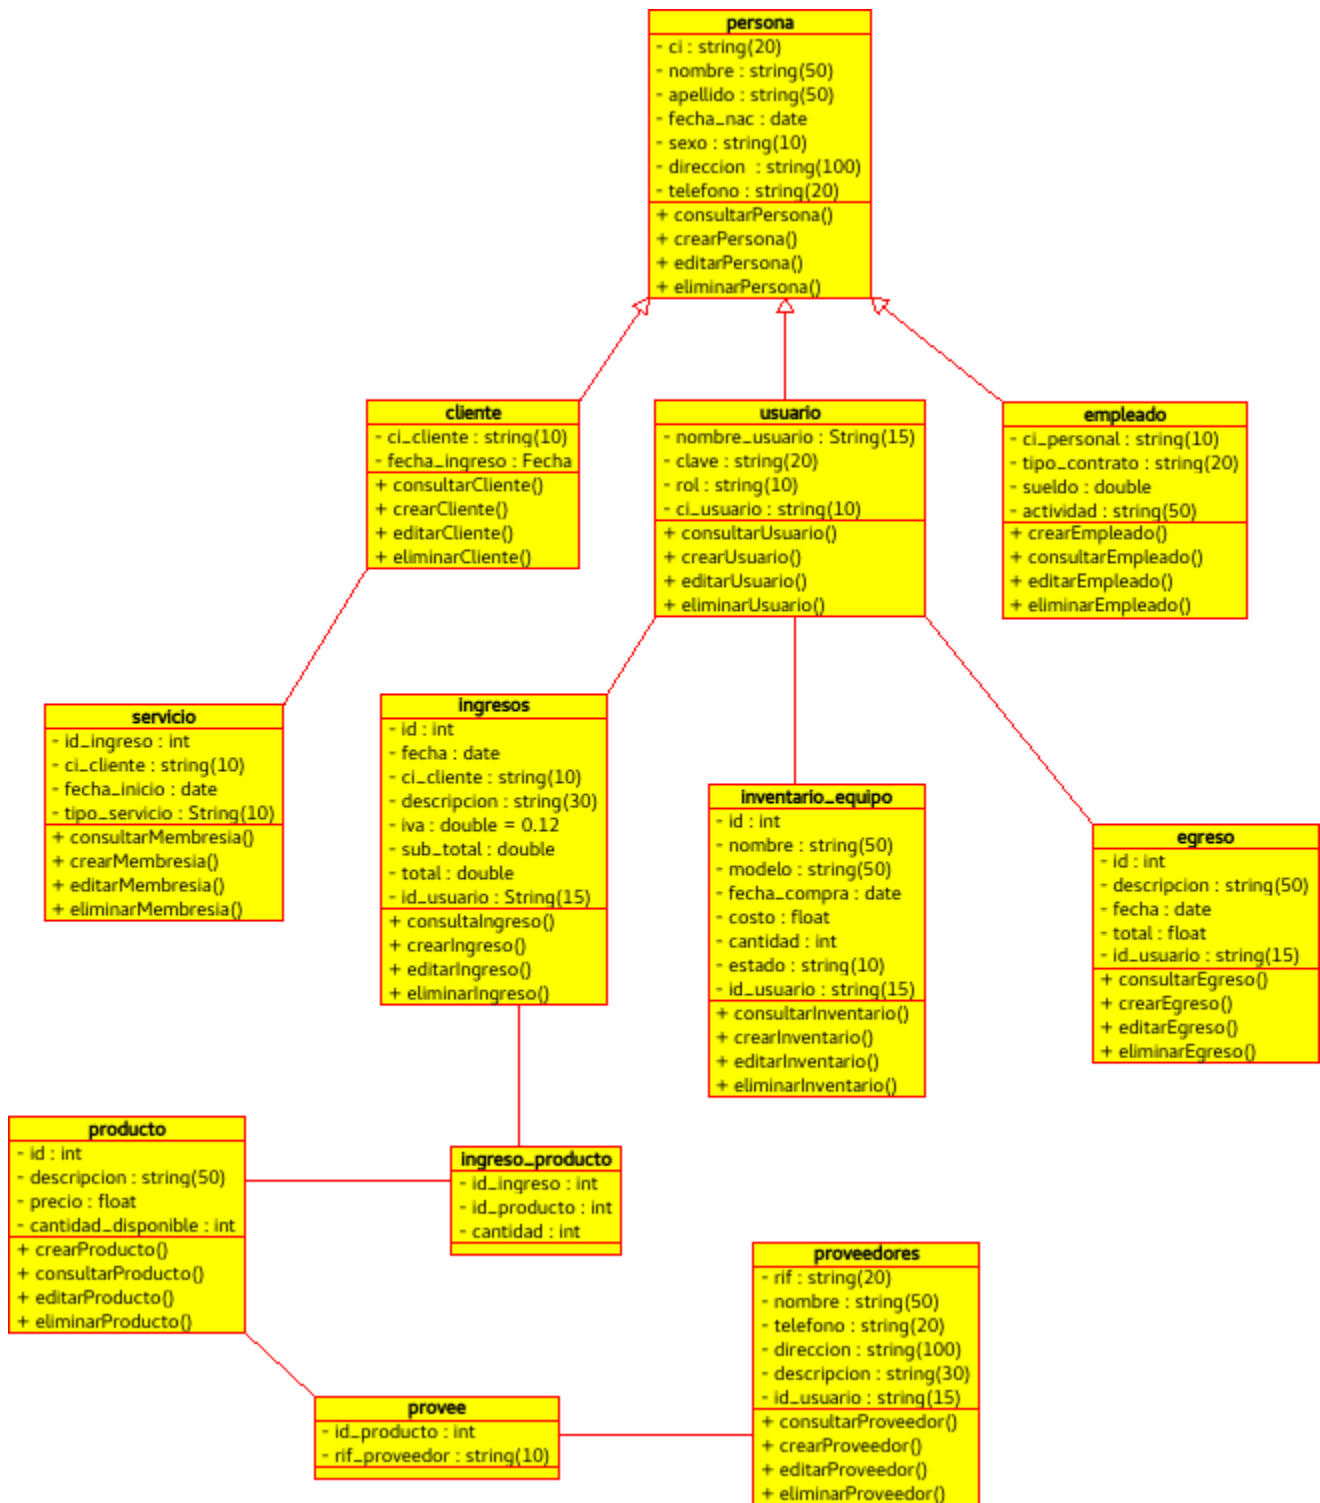 persona
- ci : string(20)
- nombre : string(50)
- apellido : string(50)
- fecha_nac : date
- sexo : string(10)
- direccion : string(100)
- telefono : string(20)
+ consultarPersona()
+ crearPersona()
+ editarPersona()
+ eliminarPersona()
cliente
- ci_cliente : string(10)
- fecha_ingreso : Fecha
+ consultarCliente()
+ crearCliente()
+ editarCliente()
+ eliminarCliente()
usuario
- nombre_usuario : String(15)
- clave : string(20)
- rol : string(10)
- ci_usuario : string(10)
+ consultarUsuario()
+ crearUsuario()
+ editarUsuario()
+ eliminarUsuario()
empleado
- ci_personal : string(10)
- tipo_contrato : string(20)
- sueldo : double
- actividad : string(50)
+ crearEmpleado()
+ consultarEmpleado()
+ editarEmpleado()
+ eliminarEmpleado()
servicio
- id_ingreso : int
- ci_cliente : string(10)
- fecha_inicio : date
- tipo_servicio : String(10)
+ consultarMembresia()
+ crearMembresia()
+ editarMembresia()
+ eliminarMembresia()
ingresos
- id : int
- fecha : date
- ci_cliente : string(10)
- descripcion : string(30)
- iva : double = 0.12
- sub_total : double
- total : double
- id_usuario : String(15)
+ consultaIngreso()
+ crearIngreso()
+ editarIngreso()
+ eliminarIngreso()
inventario_equipo
- id : int
- nombre : string(50)
- modelo : string(50)
- fecha_compra : date
- costo : float
- cantidad : int
- estado : string(10)
- id_usuario : string(15)
+ consultarInventario()
+ crearInventario()
+ editarInventario()
+ eliminarInventario()
egreso
- id : int
- descripcion : string(50)
- fecha : date
- total : float
- id_usuario : string(15)
+ consultarEgreso()
+ crearEgreso()
+ editarEgreso()
+ eliminarEgreso()
producto
- id : int
- descripcion : string(50)
- precio : float
- cantidad_disponible : int
+ crearProducto()
+ consultarProducto()
+ editarProducto()
+ eliminarProducto()
ingreso_producto
- id_ingreso : int
- id_producto : int
- cantidad : int
proveedores
- rif : string(20)
- nombre : string(50)
- telefono : string(20)
- direccion : string(100)
- descripcion : string(30)
- id_usuario : string(15)
+ consultarProveedor()
+ crearProveedor()
+ editarProveedor()
+ eliminarProveedor()
provee
- id_producto : int
- rif_proveedor : string(10)